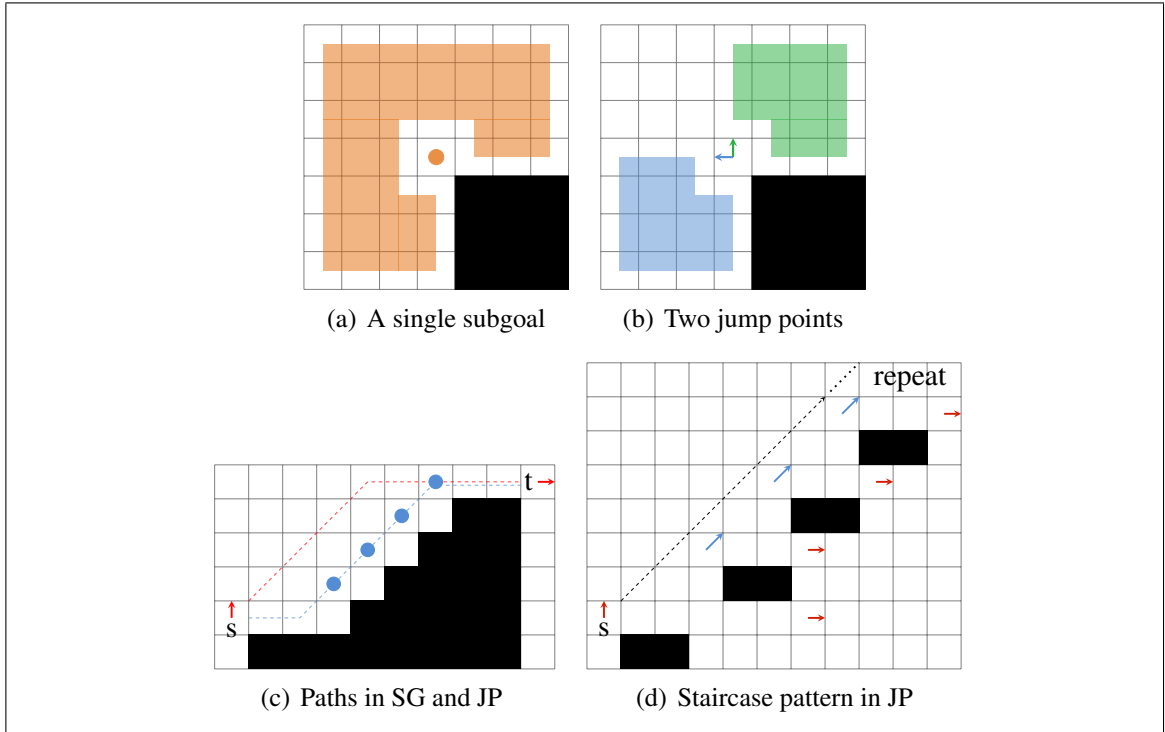 (a) A single subgoal
(b) Two jump points
repeat
t
s
s
(c) Paths in SG and JP
(d) Staircase pattern in JP